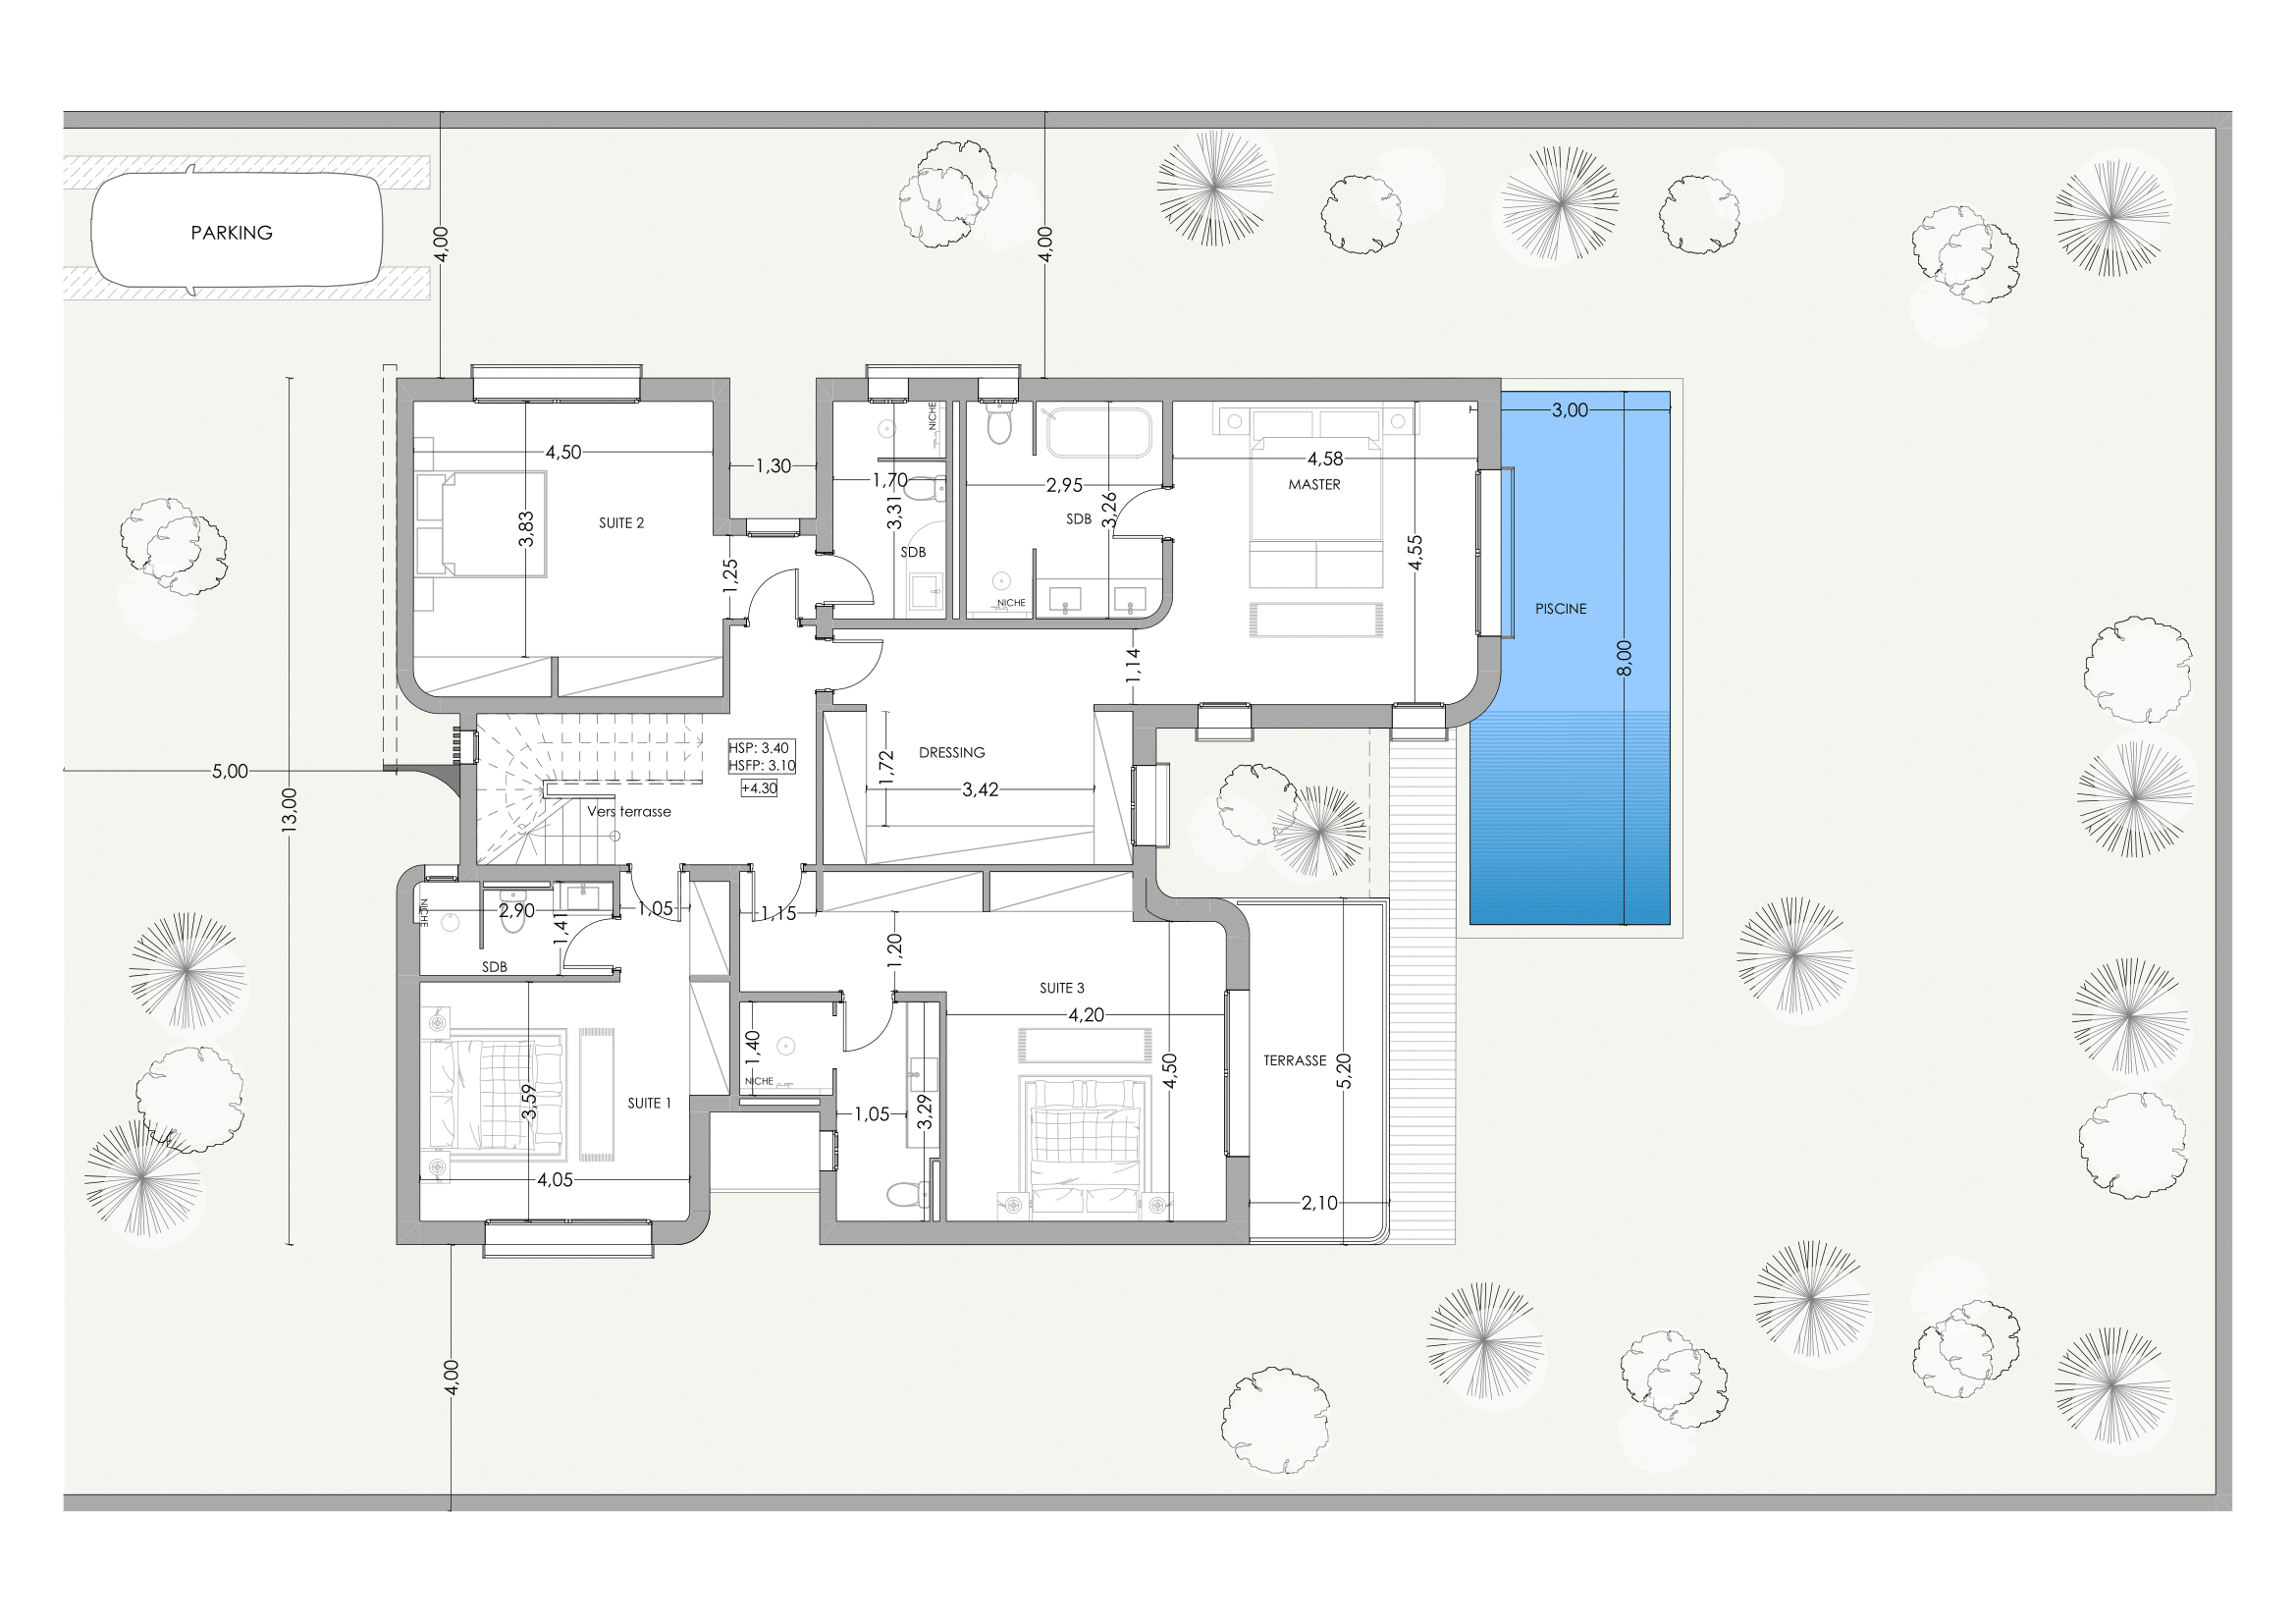 PARKING
4,00
4,00
3,00
4,50
1,30
1,70
NICHE
3,31
SDB
2,95
3,26
SDB
NICHE
4,58
MASTER
4,55
SUITE 2
3,83
1,25
PISCINE
8,00
1,14
5,00
13,00
HSP: 3.40
HSFP: 3.10
+4.30
Vers terrasse
DRESSING
1,72
3,42
NICHE
2,90
1,41
SDB
1,05
1,15
1,20
SUITE 3
4,20
4,50
TERRASSE
5,20
2,10
1,40
NICHE
1,05
3,29
3,59
SUITE 1
4,05
4,00